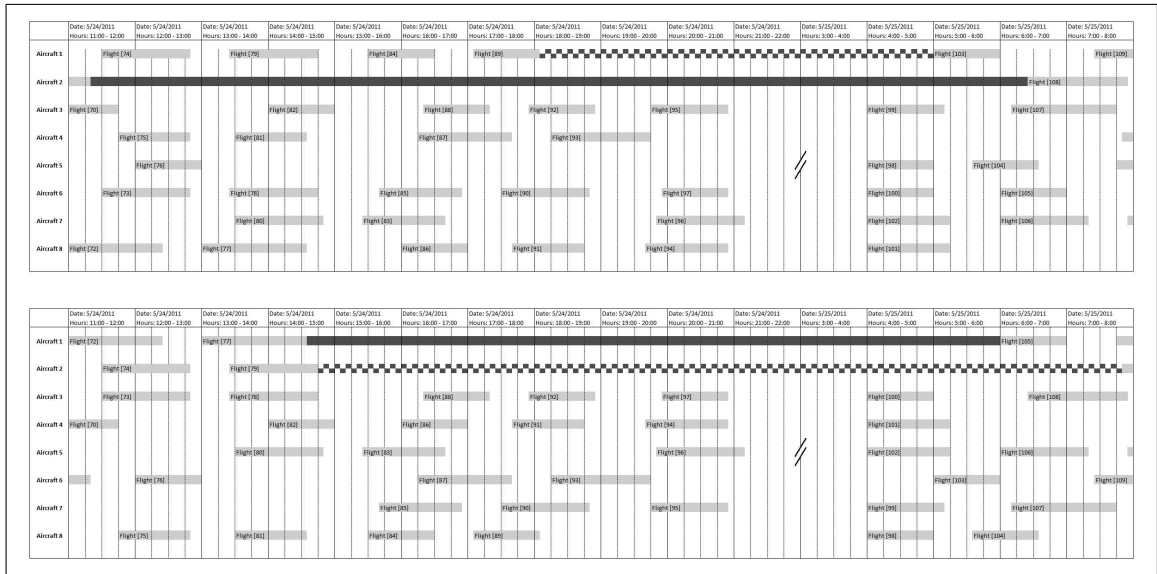 Date: 5/24/2011 Date: 5/24/2011 Date: 5/24/2011 Date: 5/24/2011 Date: 5/24/2011 Date: 5/24/2011 Date: 5/24/2011 Date: 5/24/2011 Date: 5/24/2011 Date: 5/24/2011 Date: 5/24/2011 Date: 5/25/2011 Date: 5/25/2011 Date: 5/25/2011 Date: 5/25/2011 Date: 5/25/2011
Hours: 11:00 - 12:00 Hours: 12:00 - 13:00 Hours: 13:00 - 14:00 Hours: 14:00 - 15:00 Hours: 15:00 - 16:00 Hours: 16:00 - 17:00 Hours: 17:00 - 18:00 Hours: 18:00 - 19:00 Hours: 19:00 - 20:00 Hours: 20:00 - 21:00 Hours: 21:00 - 22:00 Hours: 3:00 - 4:00 Hours: 4:00 - 5:00 Hours: 5:00 - 6:00 Hours: 6:00 - 7:00 Hours: 7:00 - 8:00
Aircraft 1 Flight [74] Flight [79] Flight [84] Flight [89] Flight [103] Flight [109]
Aircraft 2 Flight [108]
Aircraft 3 Flight [70] Flight [82] Flight [88] Flight [92] Flight [95] Flight [99] Flight [107]
Aircraft 4 Flight [75] Flight [81] Flight [87] Flight [93]
Aircraft 5 Flight [76] Flight [98] Flight [104]
Aircraft 6 Flight [73] Flight [78] Flight [85] Flight [90] Flight [97] Flight [100] Flight [105]
Aircraft 7 Flight [80] Flight [83] Flight [96] Flight [102] Flight [106]
Aircraft 8 Flight [72] Flight [77] Flight [86] Flight [91] Flight [94] Flight [101]
Date: 5/24/2011 Date: 5/24/2011 Date: 5/24/2011 Date: 5/24/2011 Date: 5/24/2011 Date: 5/24/2011 Date: 5/24/2011 Date: 5/24/2011 Date: 5/24/2011 Date: 5/24/2011 Date: 5/24/2011 Date: 5/25/2011 Date: 5/25/2011 Date: 5/25/2011 Date: 5/25/2011 Date: 5/25/2011
Hours: 11:00 - 12:00 Hours: 12:00 - 13:00 Hours: 13:00 - 14:00 Hours: 14:00 - 15:00 Hours: 15:00 - 16:00 Hours: 16:00 - 17:00 Hours: 17:00 - 18:00 Hours: 18:00 - 19:00 Hours: 19:00 - 20:00 Hours: 20:00 - 21:00 Hours: 21:00 - 22:00 Hours: 3:00 - 4:00 Hours: 4:00 - 5:00 Hours: 5:00 - 6:00 Hours: 6:00 - 7:00 Hours: 7:00 - 8:00
Aircraft 1 Flight [72] Flight [77] Flight [105]
Aircraft 2 Flight [74] Flight [79]
Aircraft 3 Flight [73] Flight [78] Flight [88] Flight [92] Flight [97] Flight [100] Flight [108]
Aircraft 4 Flight [70] Flight [82] Flight [86] Flight [91] Flight [94] Flight [101]
Aircraft 5 Flight [80] Flight [83] Flight [96] Flight [102] Flight [106]
Aircraft 6 Flight [76] Flight [87] Flight [93] Flight [103] Flight [109]
Aircraft 7 Flight [85] Flight [90] Flight [95] Flight [99] Flight [107]
Aircraft 8 Flight [75] Flight [81] Flight [84] Flight [89] Flight [98] Flight [104]